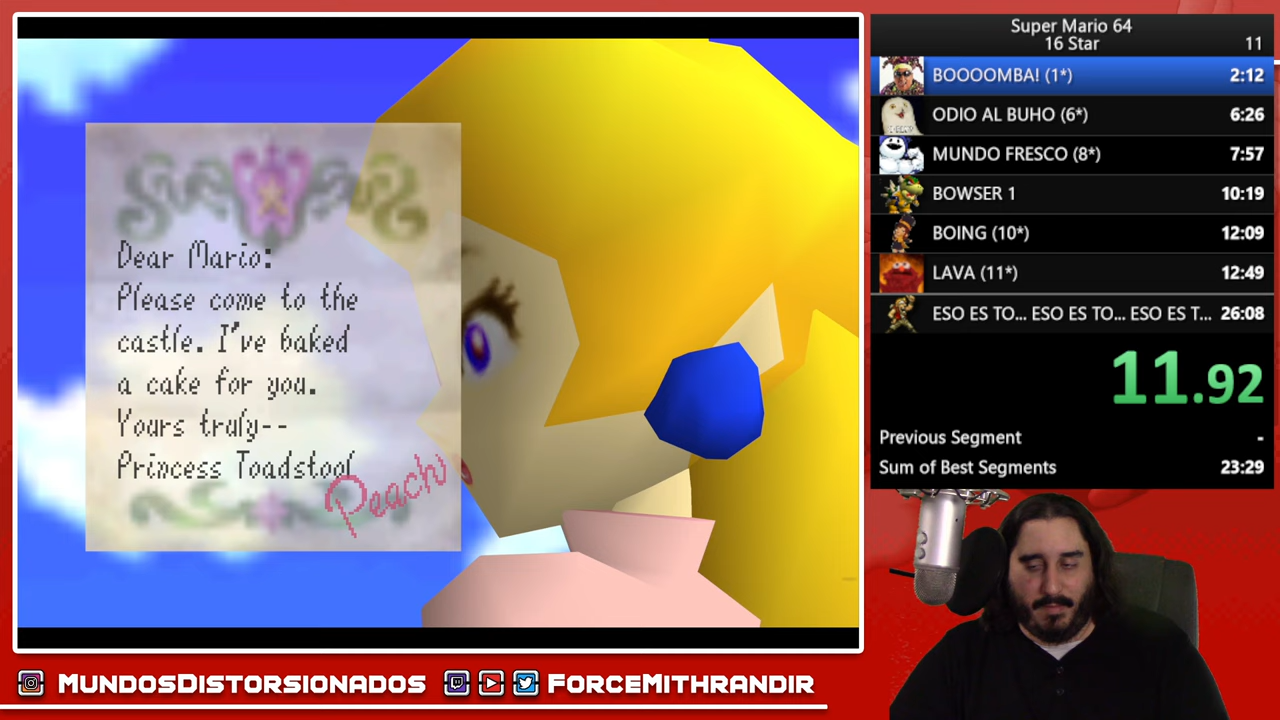 Dear Mario:
Please come to the
castle. I've baked
a cake for you.
Yours truly--
Princess Toadstool
Peach
Super Mario 64
16 Star 11
BOOOOMBA! (1*) 2:12
ODIO AL BUHO (6*) 6:26
MUNDO FRESCO (8*) 7:57
BOWSER 1 10:19
BOING (10*) 12:09
LAVA (11*) 12:49
ESO ES TO... ESO ES TO... ESO ES T... 26:08
11.92
Previous Segment -
Sum of Best Segments 23:29
MUNDOSDISTORSIONADOS FORCEMITHRANDIR